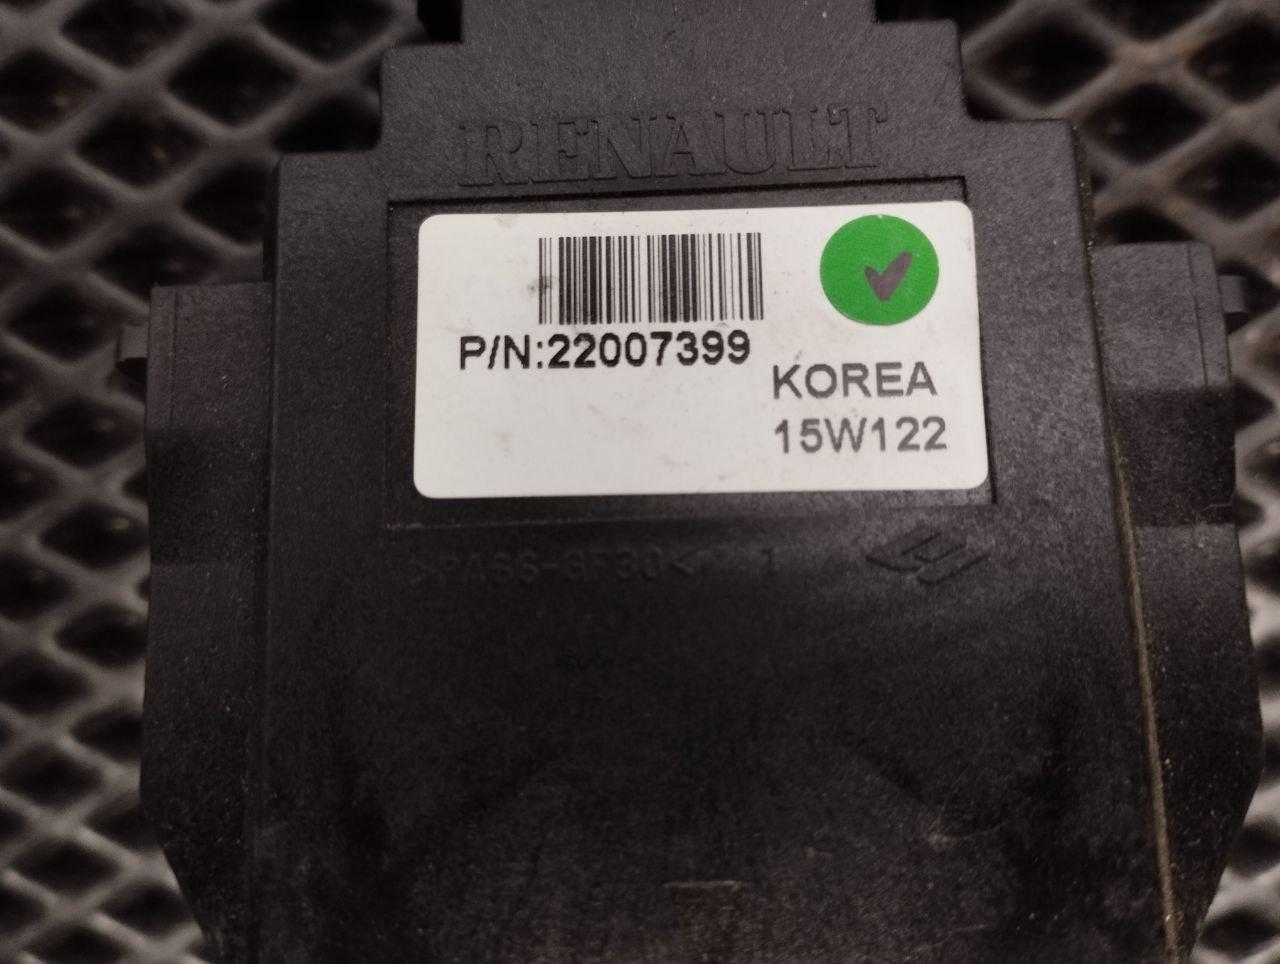 RENAULT
P/N:22007399
KOREA
15W122
>PA66-GF30<